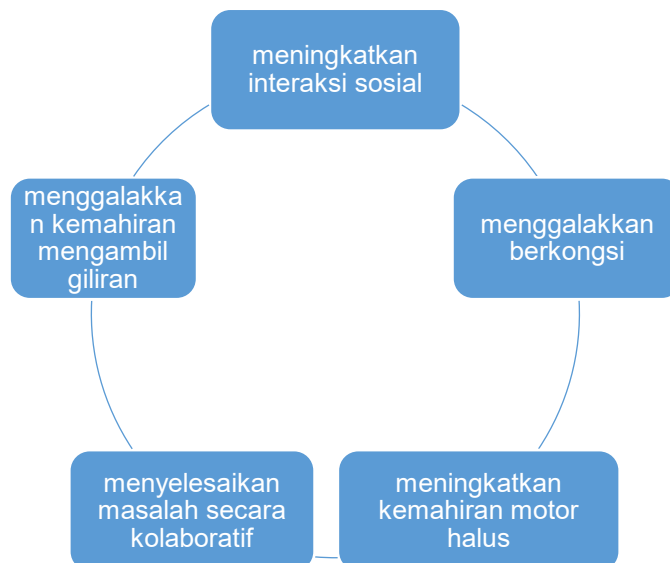 meningkatkan
interaksi sosial
menggalakkan
berkongsi
meningkatkan
kemahiran motor
halus
menyelesaikan
masalah secara
kolaboratif
menggalakka
n kemahiran
mengambil
giliran